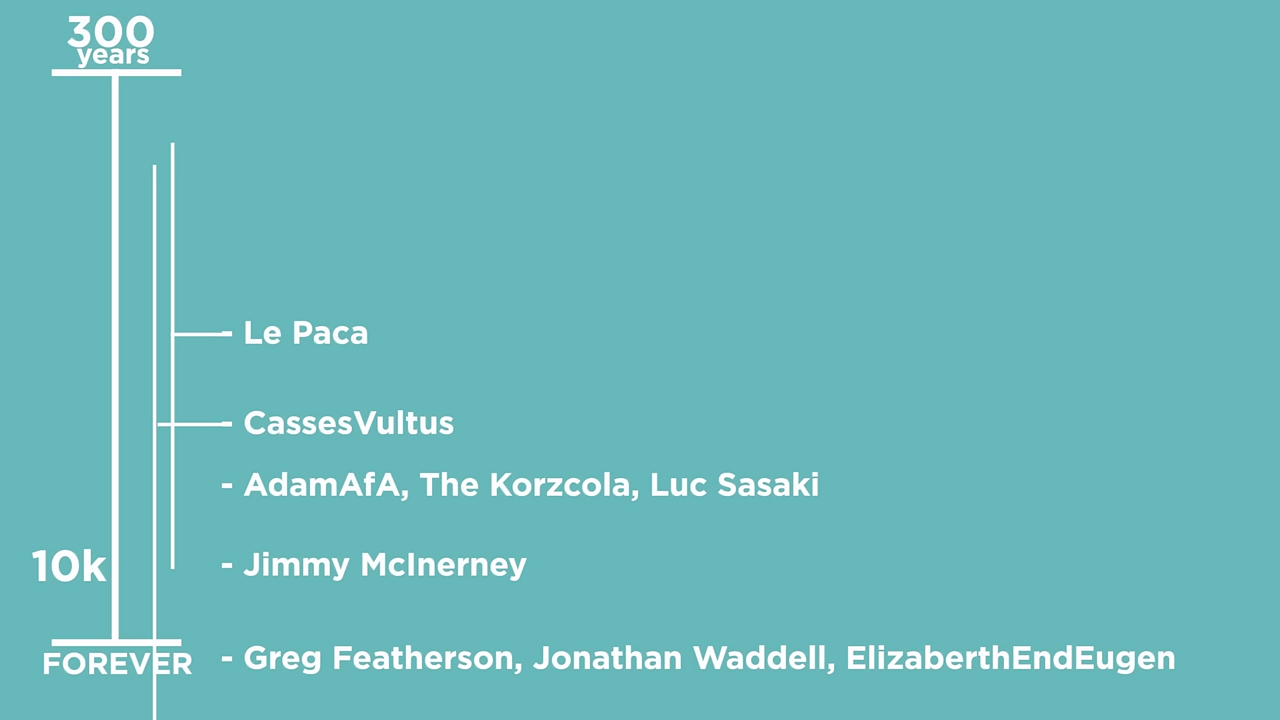 300
years
- Le Paca
- CassesVultus
- AdamAfA, The Korzcola, Luc Sasaki
10k
- Jimmy McInerney
FOREVER
- Greg Featherson, Jonathan Waddell, ElizaberthEndEugen